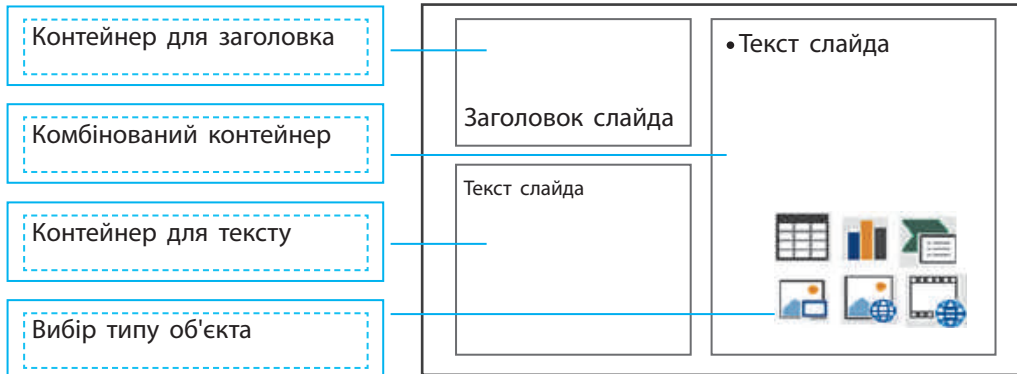 Контейнер для заголовка
Комбінований контейнер
Контейнер для тексту
Вибір типу об'єкта
Заголовок слайда
Текст слайда
• Текст слайда